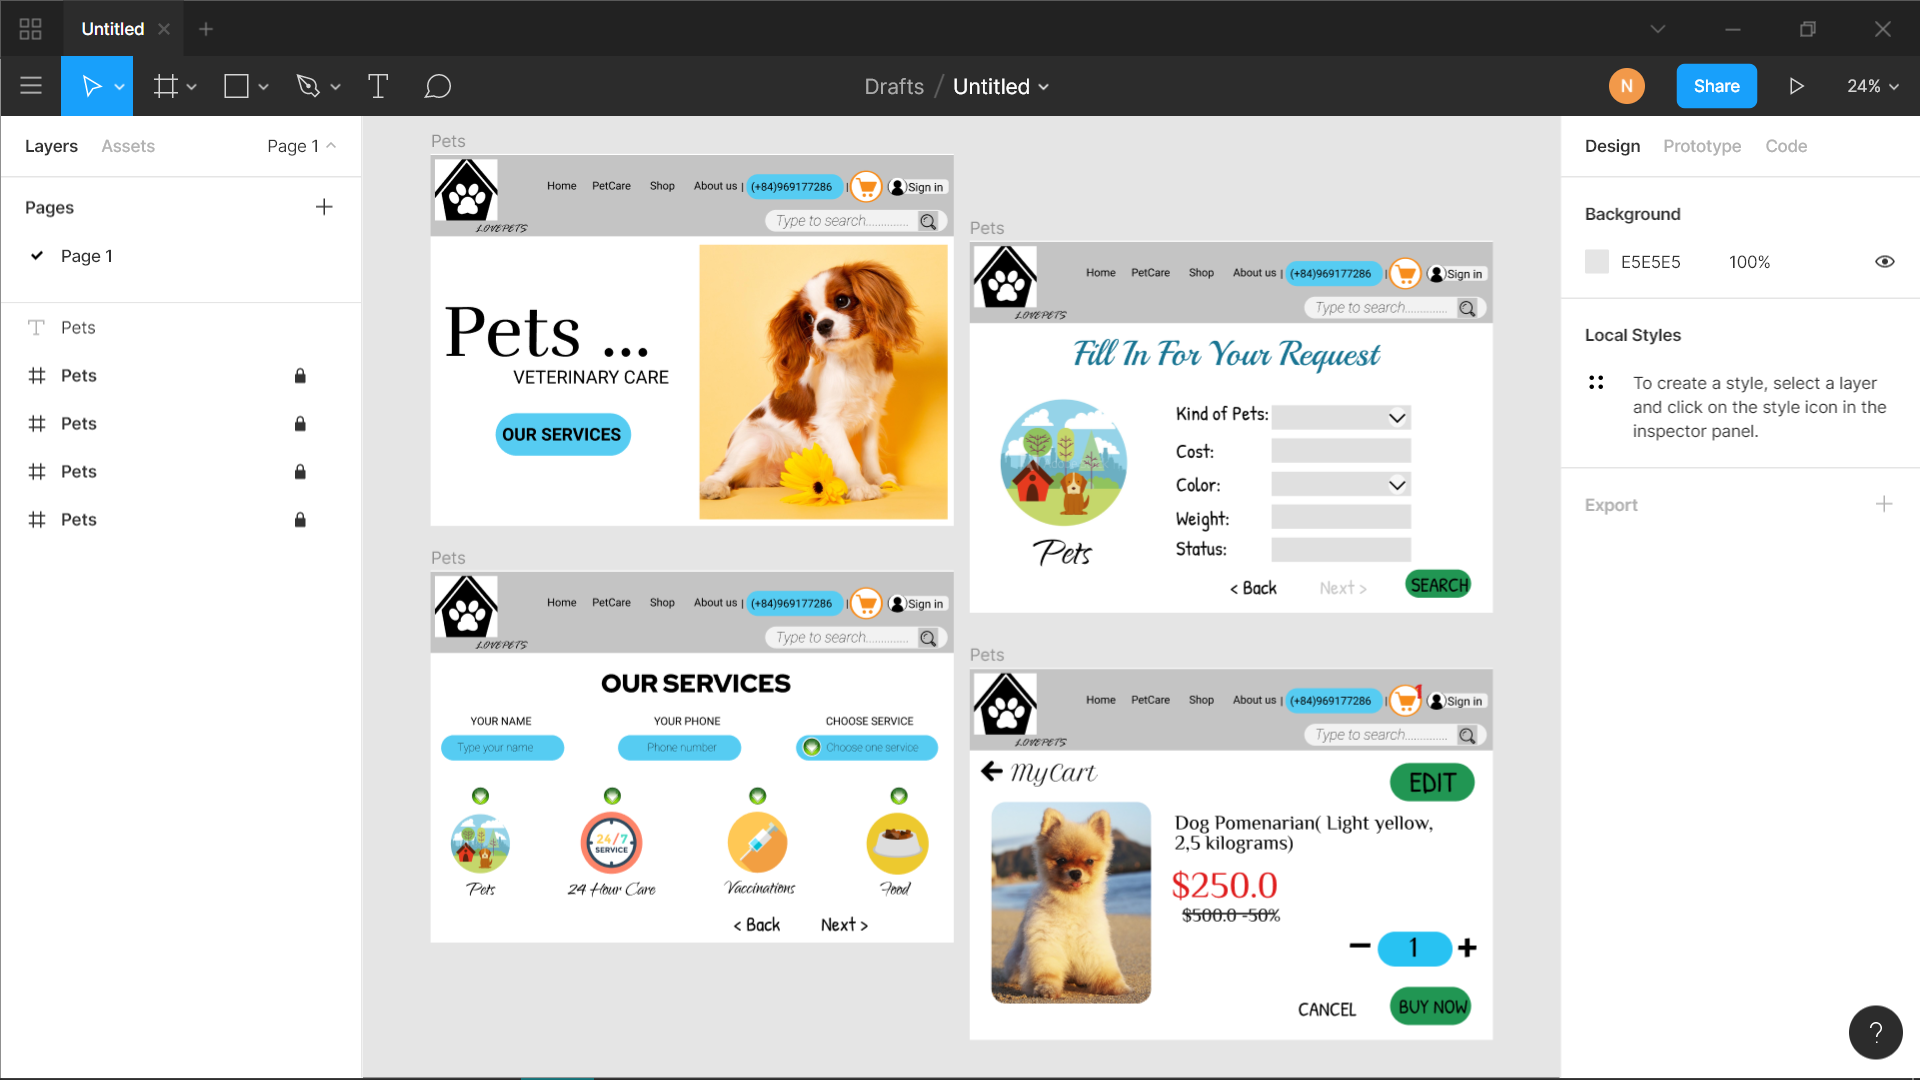 Untitled
Drafts / Untitled
N
Share
24%
Layers
Assets
Page 1
Pages
Page 1
Pets
Pets
Pets
Pets
Pets
Pets
Home
PetCare
Shop
About us |
(+84)969177286
|
Sign in
LOVEPETS
Type to search.............
Pets ...
VETERINARY CARE
OUR SERVICES
Pets
Home
PetCare
Shop
About us |
(+84)969177286
|
Sign in
LOVEPETS
Type to search.............
OUR SERVICES
YOUR NAME
YOUR PHONE
CHOOSE SERVICE
Type your name
Phone number
Choose one service
24/7
SERVICE
Pets
24 Hour Care
Vaccinations
Food
< Back
Next >
Pets
Home
PetCare
Shop
About us |
(+84)969177286
|
Sign in
LOVEPETS
Type to search.............
Fill In For Your Request
Kind of Pets:
Cost:
Color:
Weight:
Status:
Pets
< Back
Next >
SEARCH
Pets
Home
PetCare
Shop
About us |
(+84)969177286
|
1
Sign in
LOVEPETS
Type to search.............
MyCart
EDIT
Dog Pomenarian( Light yellow,
2,5 kilograms)
$250.0
$500.0 -50%
1
CANCEL
BUY NOW
Design
Prototype
Code
Background
E5E5E5
100%
Local Styles
To create a style, select a layer
and click on the style icon in the
inspector panel.
Export
?